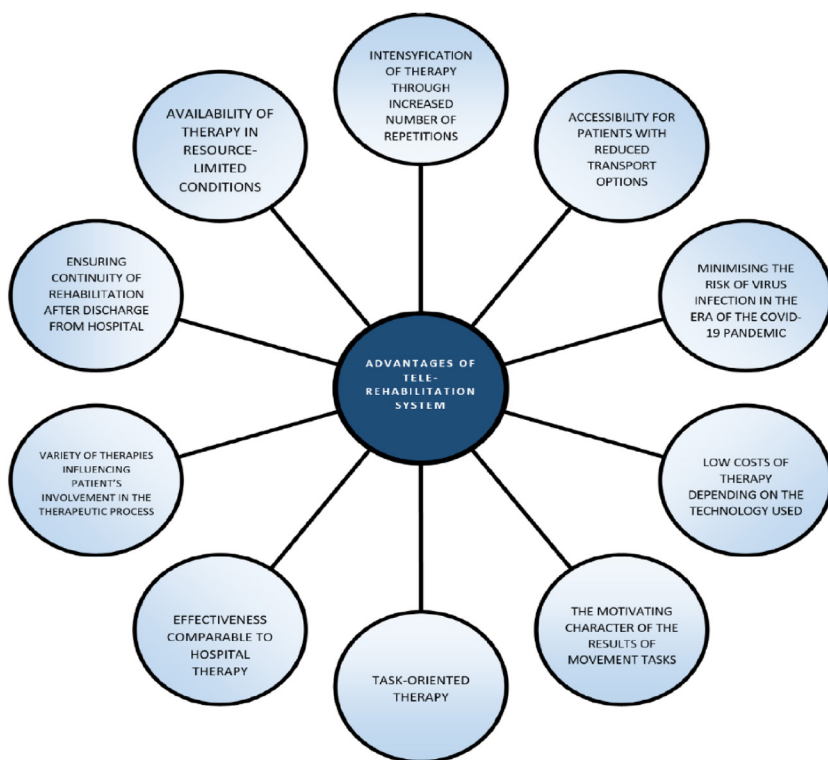 INTENSYFICATION
OF THERAPY
THROUGH
INCREASED
NUMBER OF
REPETITIONS
ACCESSIBILITY FOR
PATIENTS WITH
REDUCED
TRANSPORT
OPTIONS
MINIMISING THE
RISK OF VIRUS
INFECTION IN THE
ERA OF THE COVID-
19 PANDEMIC
LOW COSTS OF
THERAPY
DEPENDING ON THE
TECHNOLOGY USED
THE MOTIVATING
CHARACTER OF THE
RESULTS OF
MOVEMENT TASKS
TASK-ORIENTED
THERAPY
EFFECTIVENESS
COMPARABLE TO
HOSPITAL
THERAPY
VARIETY OF THERAPIES
INFLUENCING
PATIENT’S
INVOLVEMENT IN THE
THERAPEUTIC PROCESS
ENSURING
CONTINUITY OF
REHABILITATION
AFTER DISCHARGE
FROM HOSPITAL
AVAILABILITY OF
THERAPY IN
RESOURCE-
LIMITED
CONDITIONS
ADVANTAGES OF
TELE-
REHABILITATION
SYSTEM